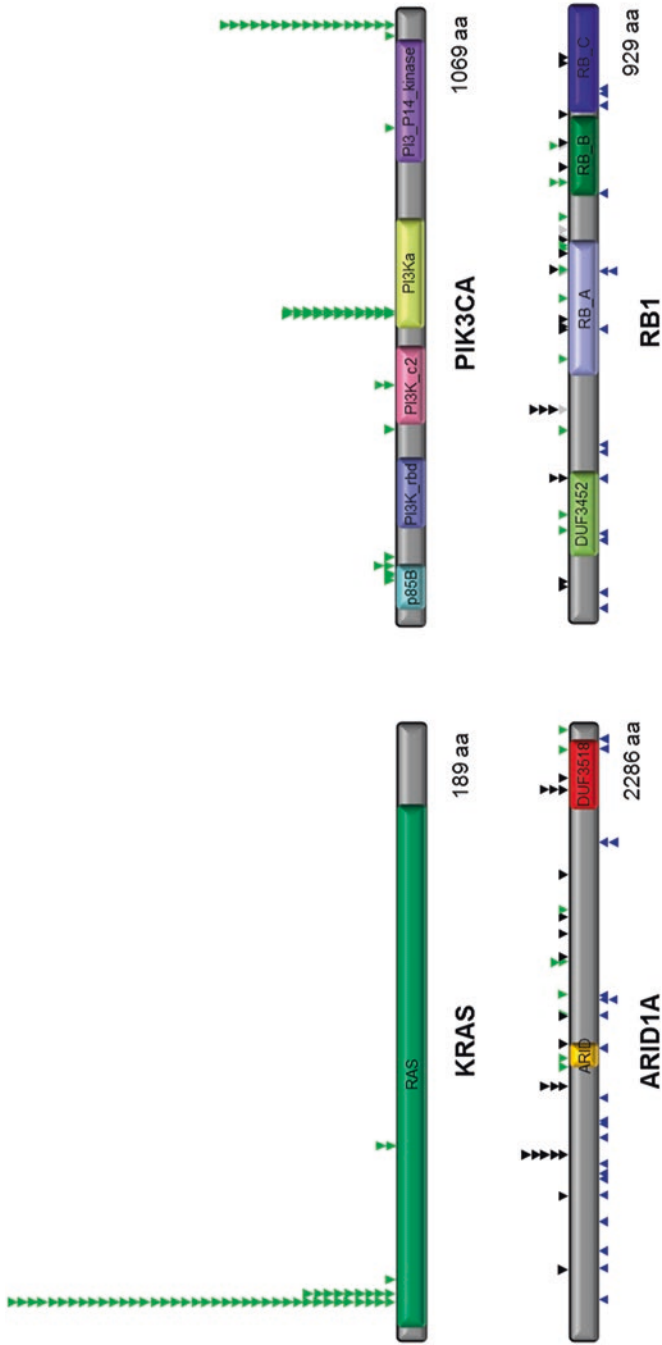 RAS
189 aa
KRAS
p85B
PI3K_rbd
PI3K_c2
PI3Ka
PI3_P14_kinase
1069 aa
PIK3CA
ARID
DUF3518
2286 aa
ARID1A
DUF3452
RB_A
RB_B
RB_C
929 aa
RB1